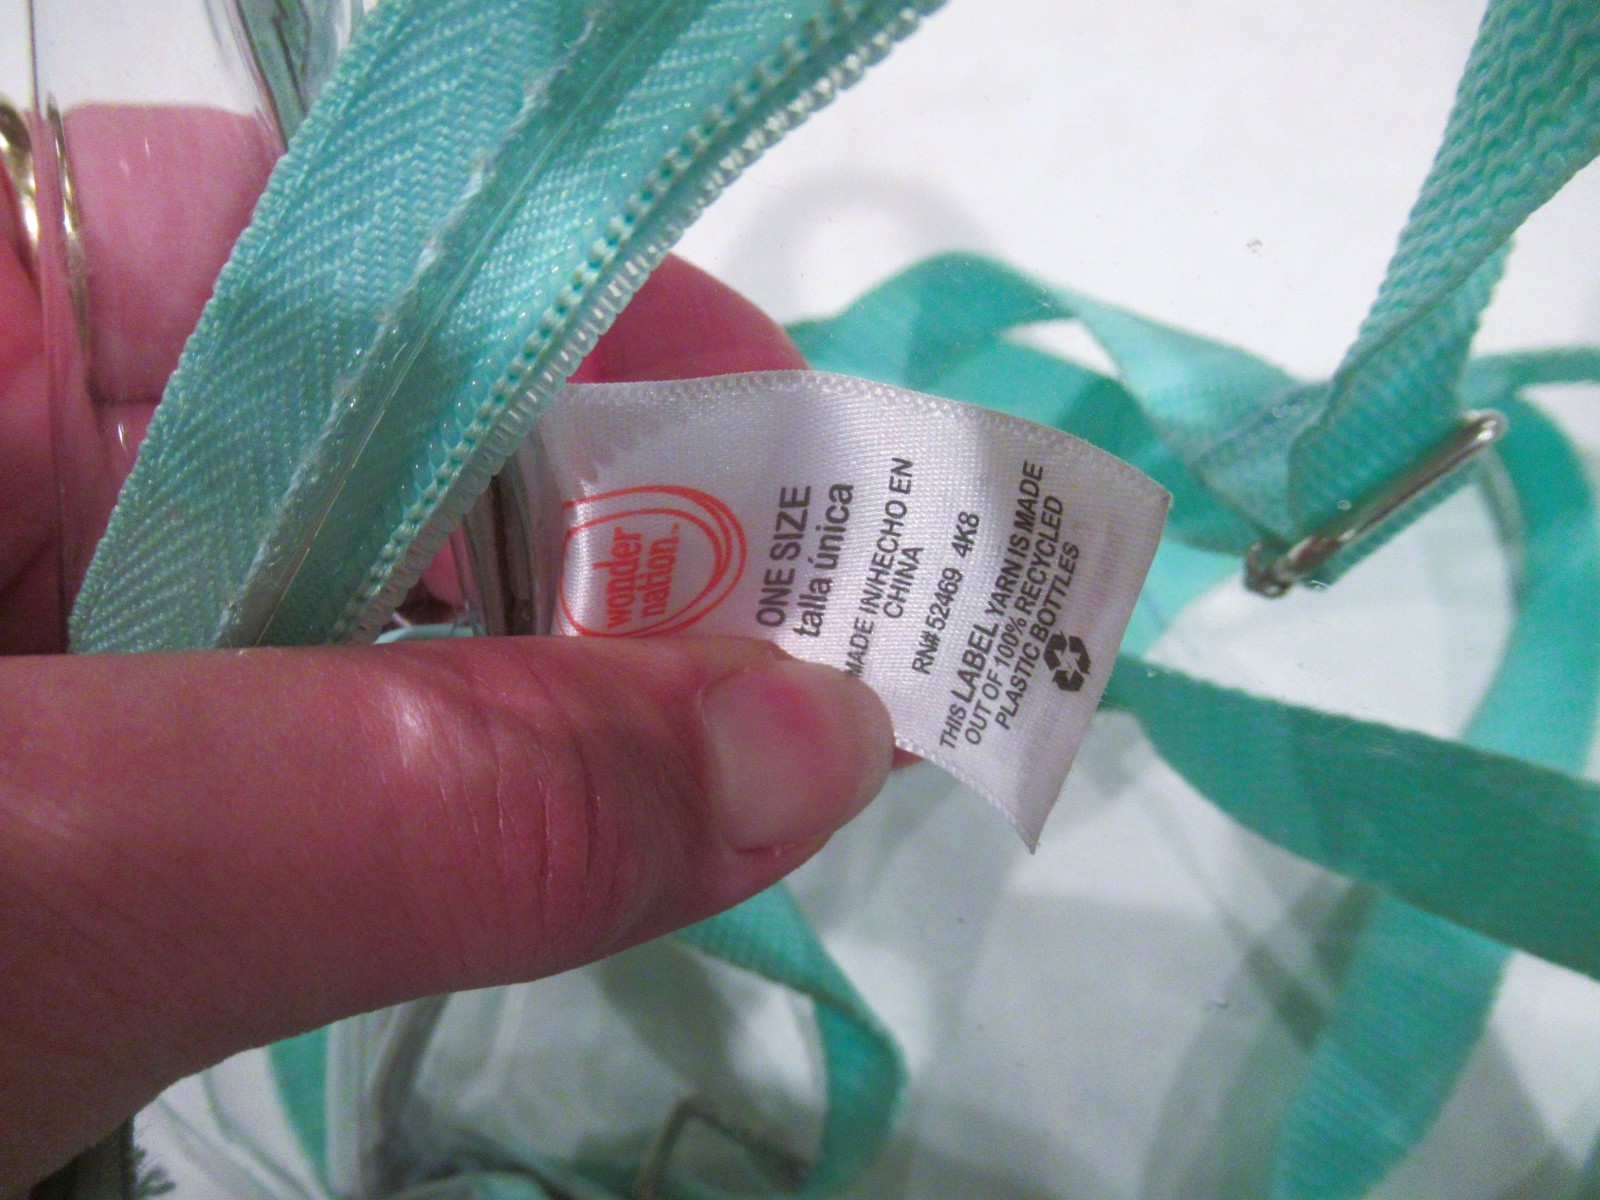 wonder
nation™
ONE SIZE
talla única
MADE IN/HECHO EN
CHINA
RN# 52469 4K8
THIS LABEL YARN IS MADE
OUT OF 100% RECYCLED
PLASTIC BOTTLES